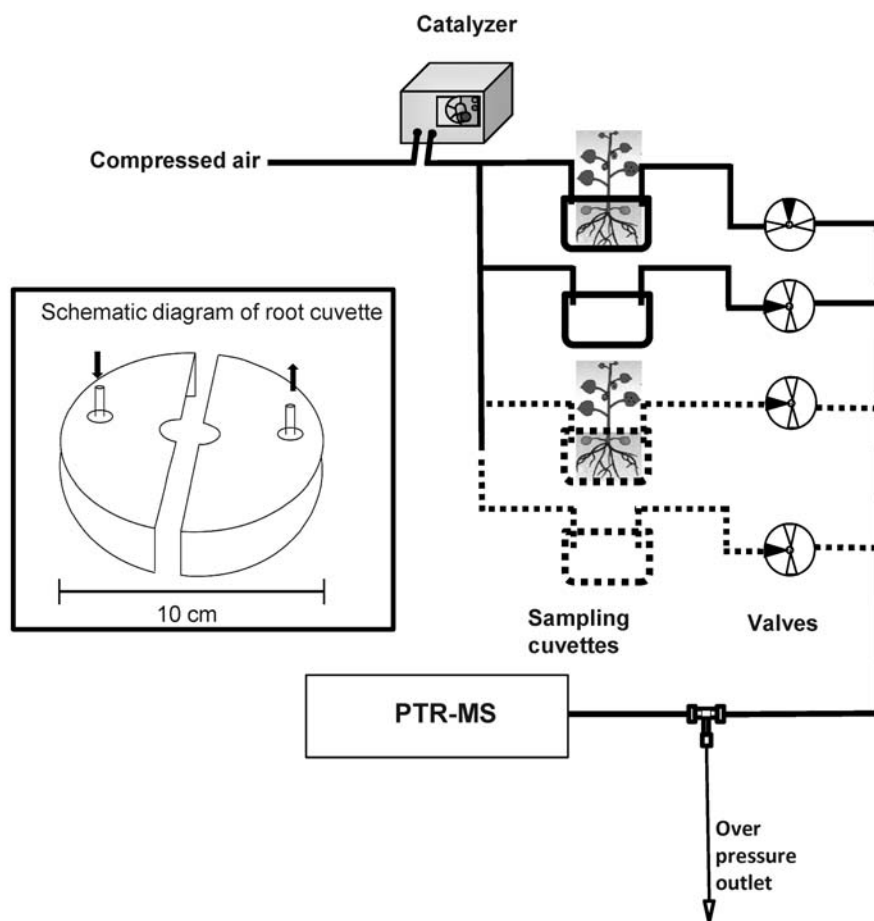 Catalyzer
Compressed air
Schematic diagram of root cuvette
10 cm
Sampling
cuvettes
Valves
PTR-MS
Over
pressure
outlet